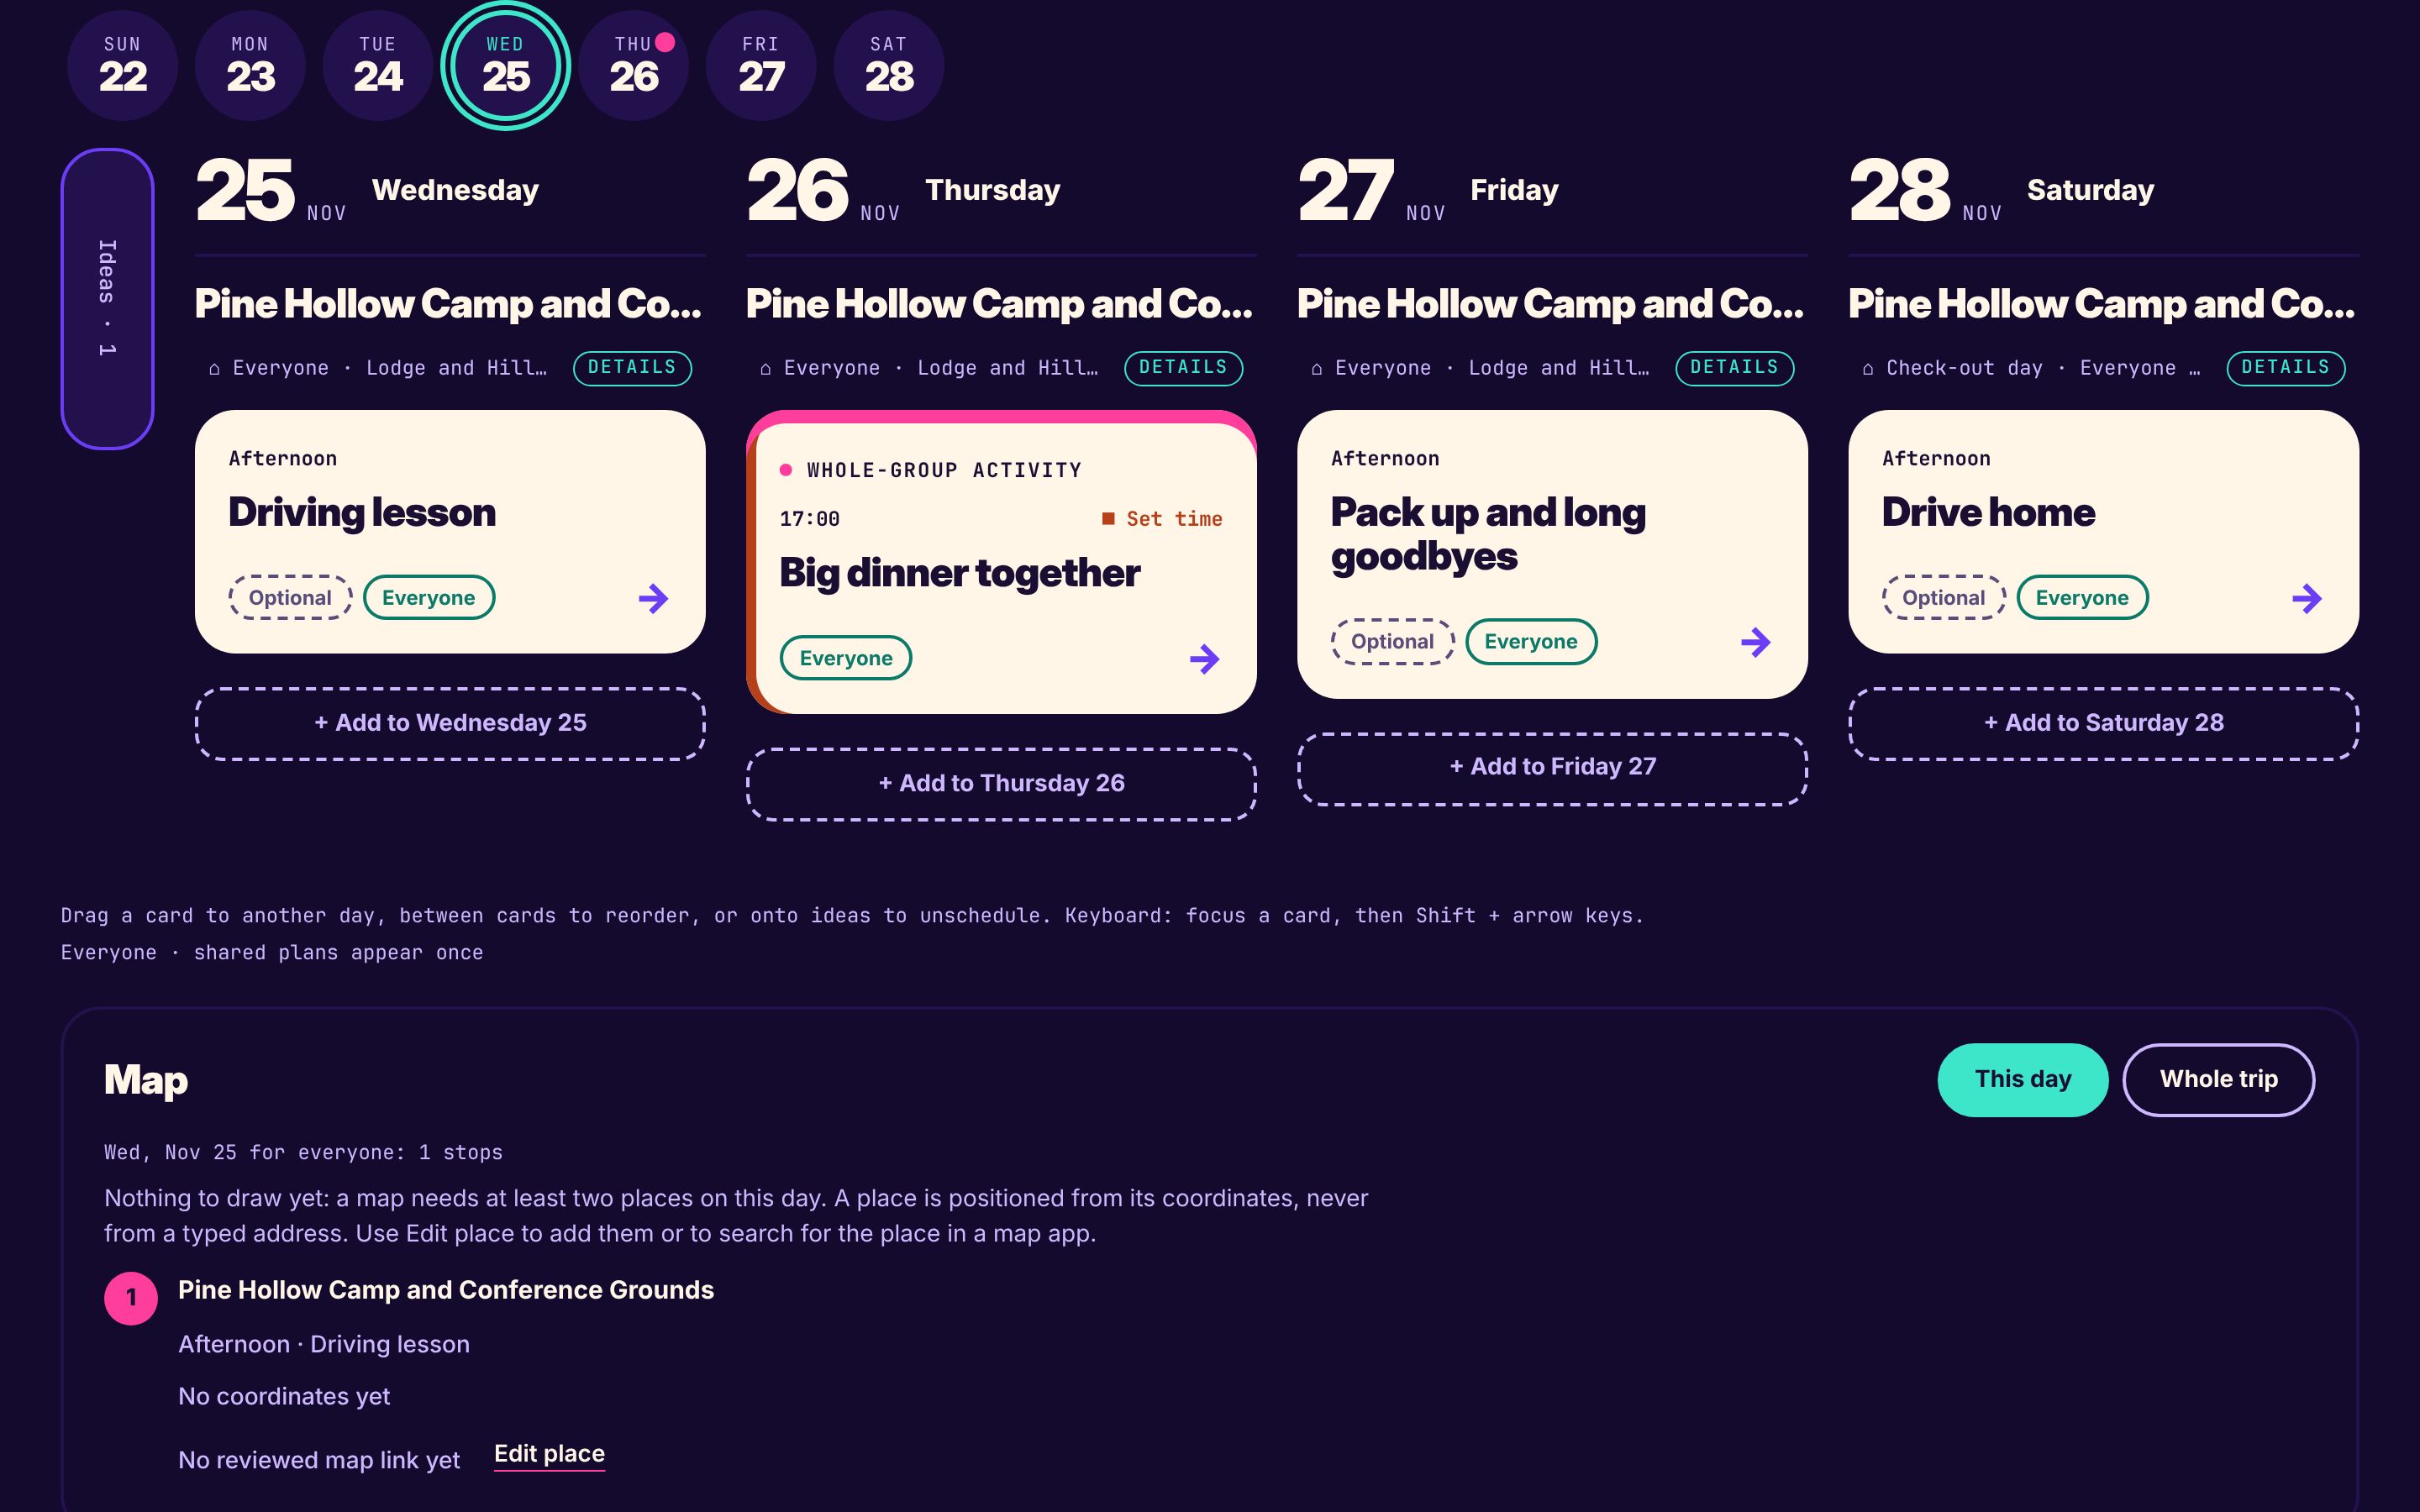 SUN
22
MON
23
TUE
24
WED
25
THU
26
FRI
27
SAT
28
Ideas · 1
25 NOV Wednesday
Pine Hollow Camp and Co...
⌂ Everyone · Lodge and Hill… DETAILS
Afternoon
Driving lesson
Optional Everyone →
+ Add to Wednesday 25
26 NOV Thursday
Pine Hollow Camp and Co...
⌂ Everyone · Lodge and Hill… DETAILS
WHOLE-GROUP ACTIVITY
17:00 Set time
Big dinner together
Everyone →
+ Add to Thursday 26
27 NOV Friday
Pine Hollow Camp and Co...
⌂ Everyone · Lodge and Hill… DETAILS
Afternoon
Pack up and long
goodbyes
Optional Everyone →
+ Add to Friday 27
28 NOV Saturday
Pine Hollow Camp and Co...
⌂ Check-out day · Everyone … DETAILS
Afternoon
Drive home
Optional Everyone →
+ Add to Saturday 28
Drag a card to another day, between cards to reorder, or onto ideas to unschedule. Keyboard: focus a card, then Shift + arrow keys.
Everyone · shared plans appear once
Map
This day Whole trip
Wed, Nov 25 for everyone: 1 stops
Nothing to draw yet: a map needs at least two places on this day. A place is positioned from its coordinates, never
from a typed address. Use Edit place to add them or to search for the place in a map app.
1 Pine Hollow Camp and Conference Grounds
Afternoon · Driving lesson
No coordinates yet
No reviewed map link yet Edit place